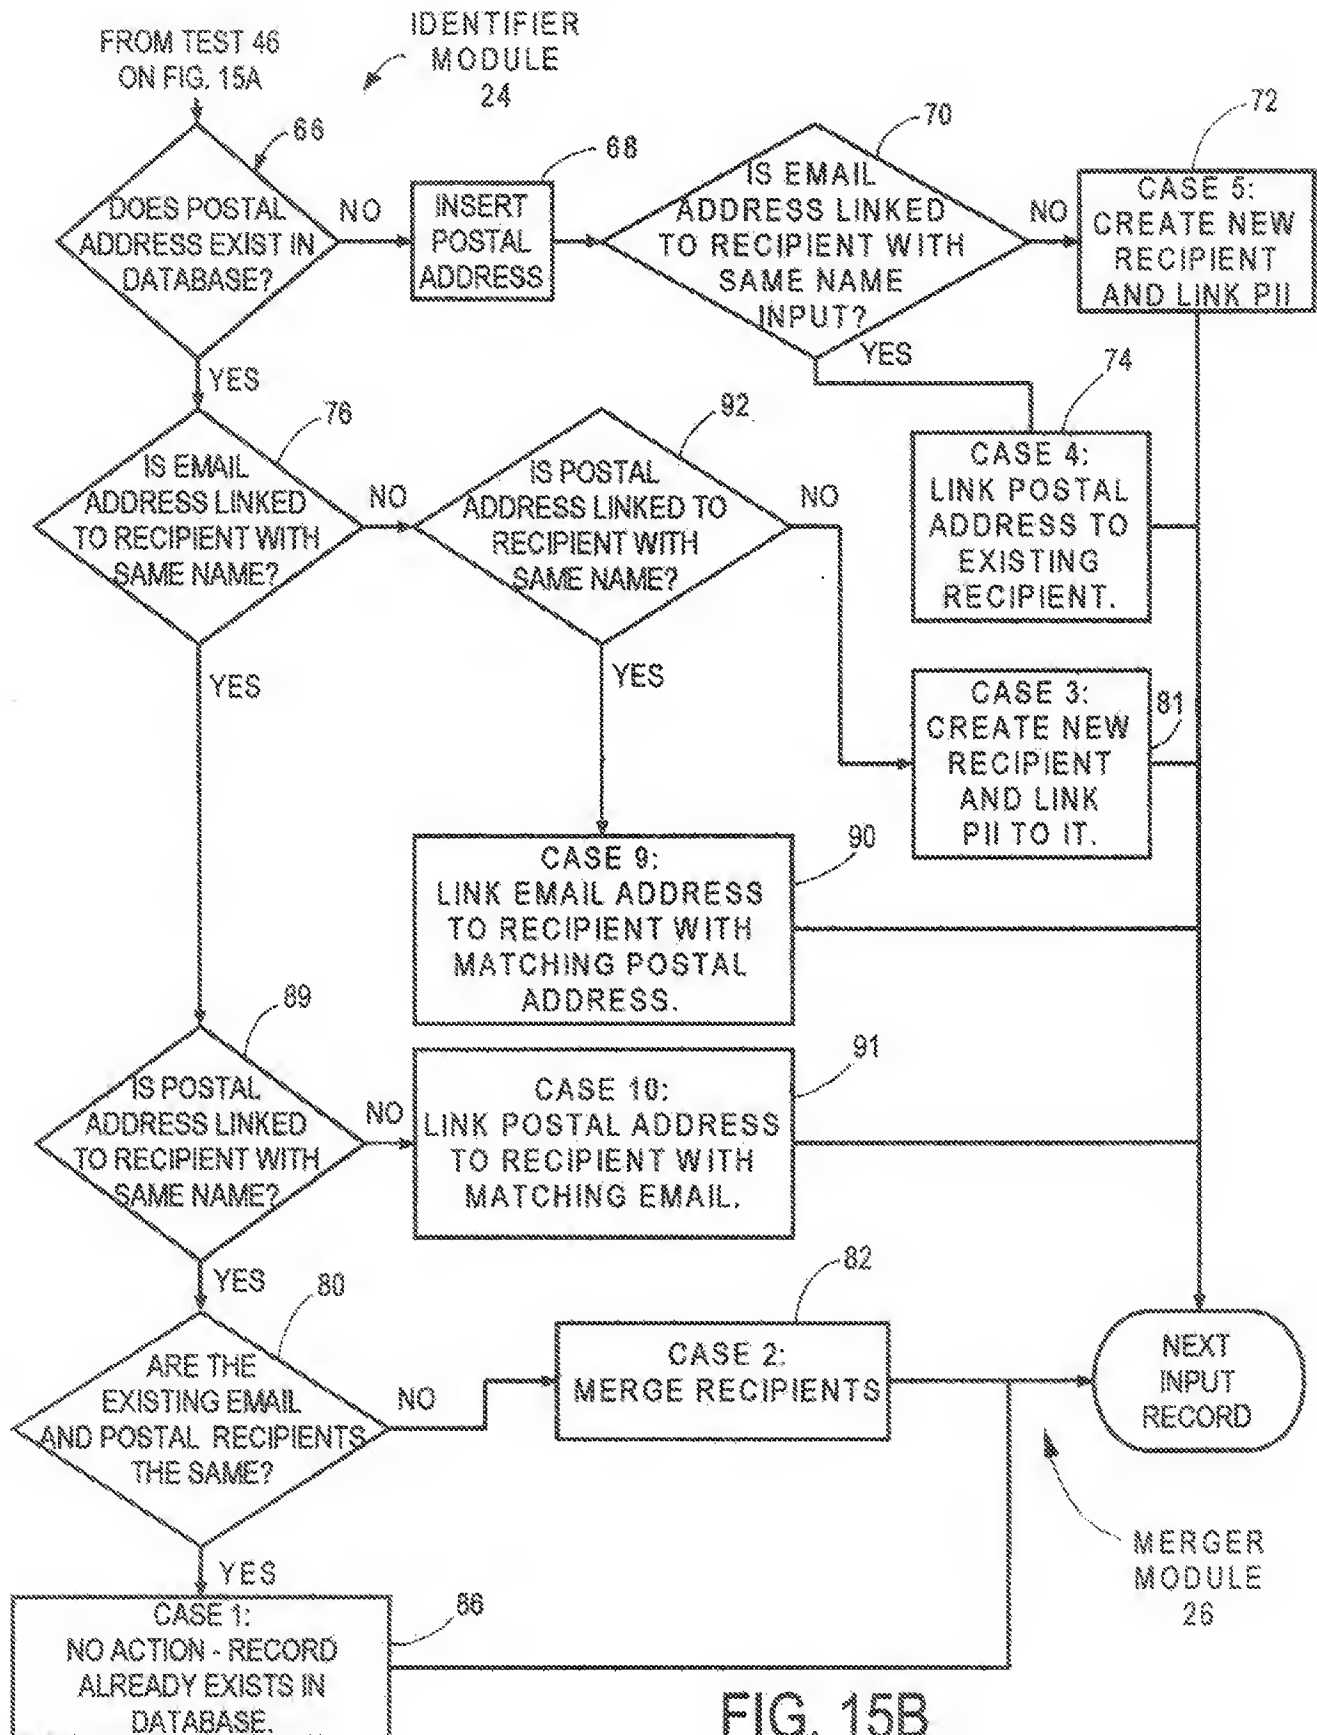 FROM TEST 46
ON FIG. 15A
IDENTIFIER
MODULE
24
66
DOES POSTAL
ADDRESS EXIST IN
DATABASE?
NO
68
INSERT
POSTAL
ADDRESS
70
IS EMAIL
ADDRESS LINKED
TO RECIPIENT WITH
SAME NAME
INPUT?
NO
72
CASE 5:
CREATE NEW
RECIPIENT
AND LINK PII
YES
YES
74
CASE 4:
LINK POSTAL
ADDRESS TO
EXISTING
RECIPIENT.
76
IS EMAIL
ADDRESS LINKED
TO RECIPIENT WITH
SAME NAME?
NO
92
IS POSTAL
ADDRESS LINKED TO
RECIPIENT WITH
SAME NAME?
NO
YES
YES
CASE 3:
CREATE NEW
RECIPIENT
AND LINK
PII TO IT.
81
CASE 9:
LINK EMAIL ADDRESS
TO RECIPIENT WITH
MATCHING POSTAL
ADDRESS.
90
89
IS POSTAL
ADDRESS LINKED
TO RECIPIENT WITH
SAME NAME?
NO
CASE 10:
LINK POSTAL ADDRESS
TO RECIPIENT WITH
MATCHING EMAIL.
91
YES
80
ARE THE
EXISTING EMAIL
AND POSTAL RECIPIENTS
THE SAME?
NO
82
CASE 2:
MERGE RECIPIENTS
NEXT
INPUT
RECORD
YES
CASE 1:
NO ACTION - RECORD
ALREADY EXISTS IN
DATABASE.
86
MERGER
MODULE
26
FIG. 15B